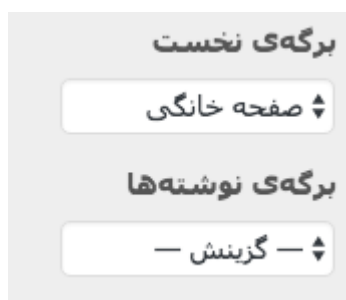 برگه‌ی نخست
صفحه خانگی
برگه‌ی نوشته‌ها
— گزینش —